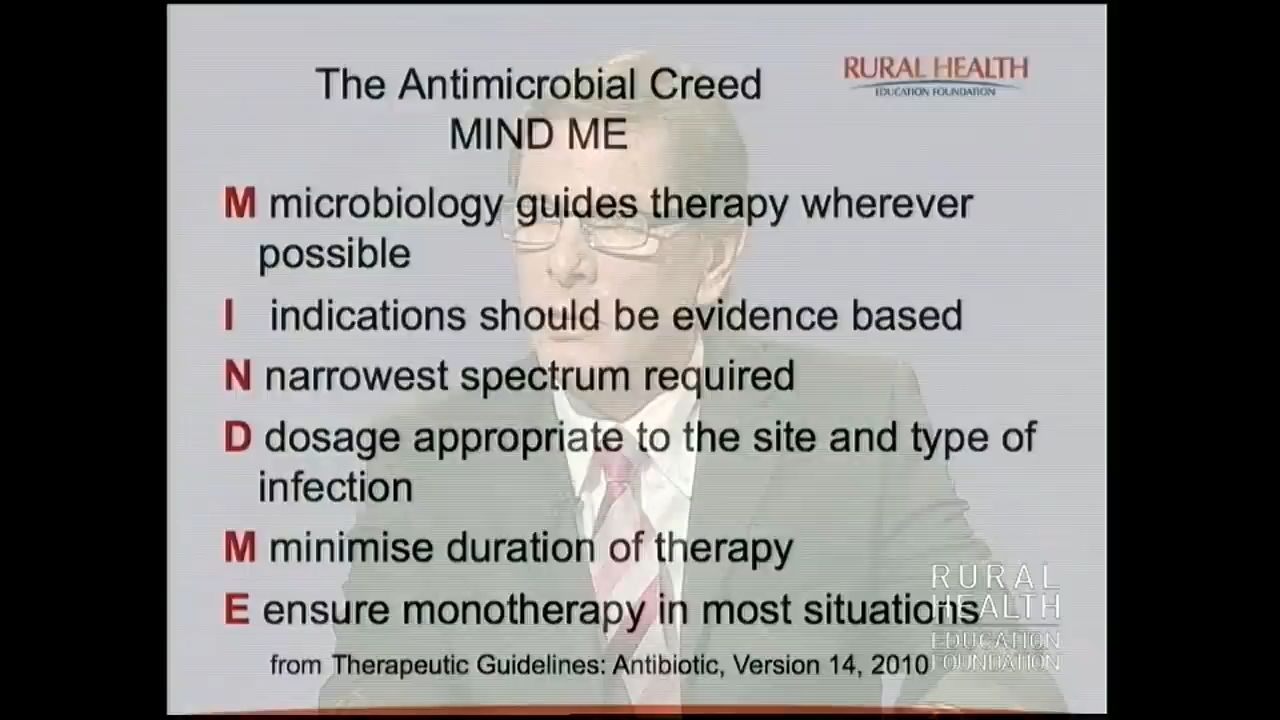 The Antimicrobial Creed
MIND ME
RURAL HEALTH
EDUCATION FOUNDATION
M microbiology guides therapy wherever
possible
I indications should be evidence based
N narrowest spectrum required
D dosage appropriate to the site and type of
infection
M minimise duration of therapy
E ensure monotherapy in most situations
from Therapeutic Guidelines: Antibiotic, Version 14, 2010
RURAL
HEALTH
EDUCATION
FOUNDATION